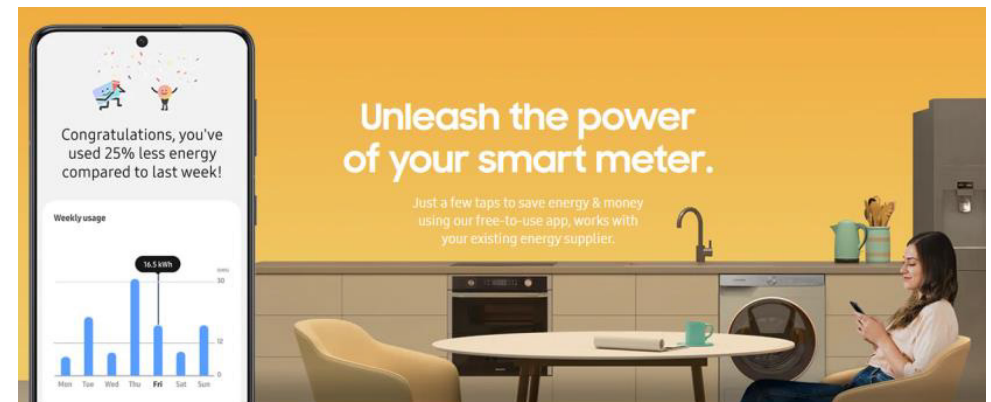 Congratulations, you've
used 25% less energy
compared to last week!
Weekly usage
16.5 kWh
30
12
0
Mon Tue Wed Thu Fri Sat Sun
Unleash the power
of your smart meter.
Just a few taps to save energy & money
using our free-to-use app, works with
your existing energy supplier.